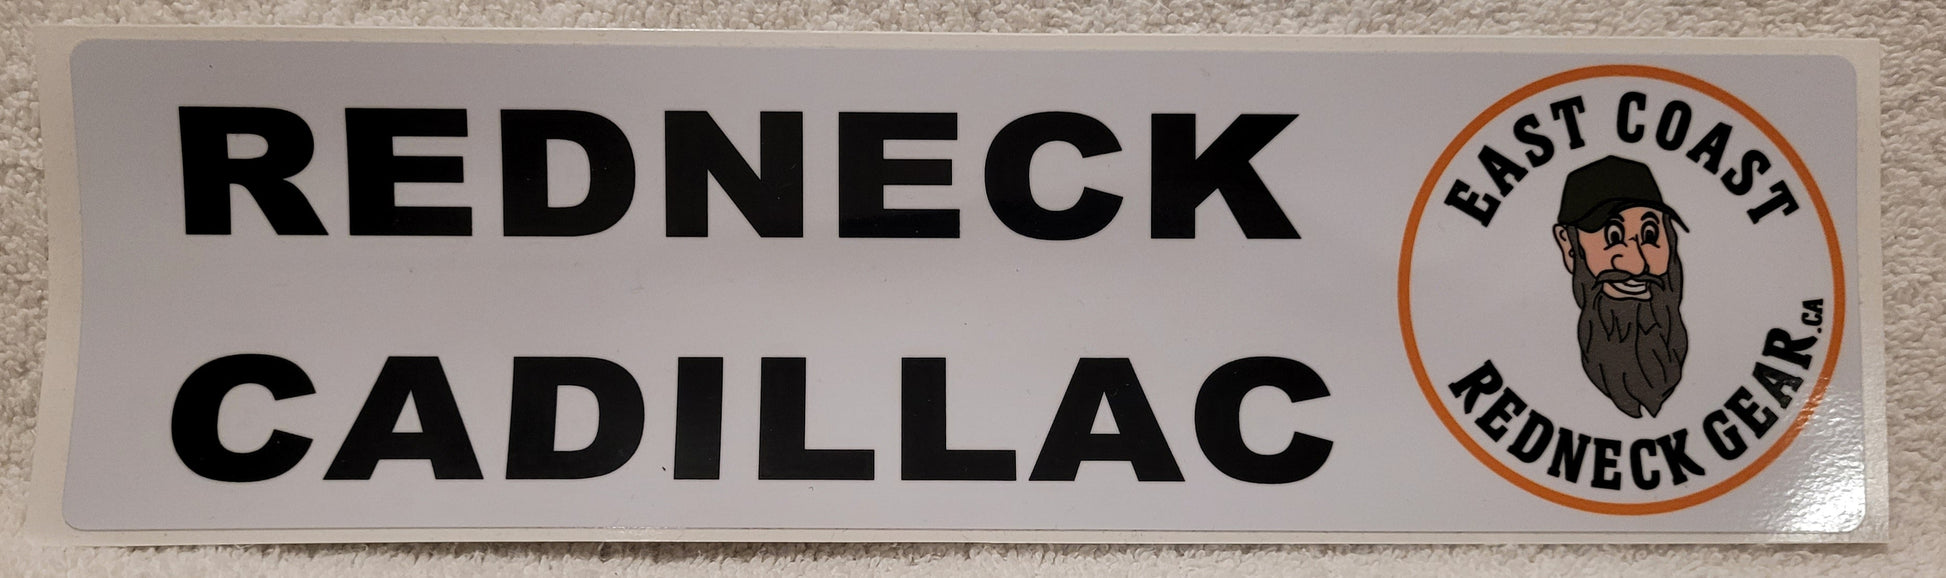 REDNECK
CADILLAC
EAST COAST
REDNECK GEAR.CA